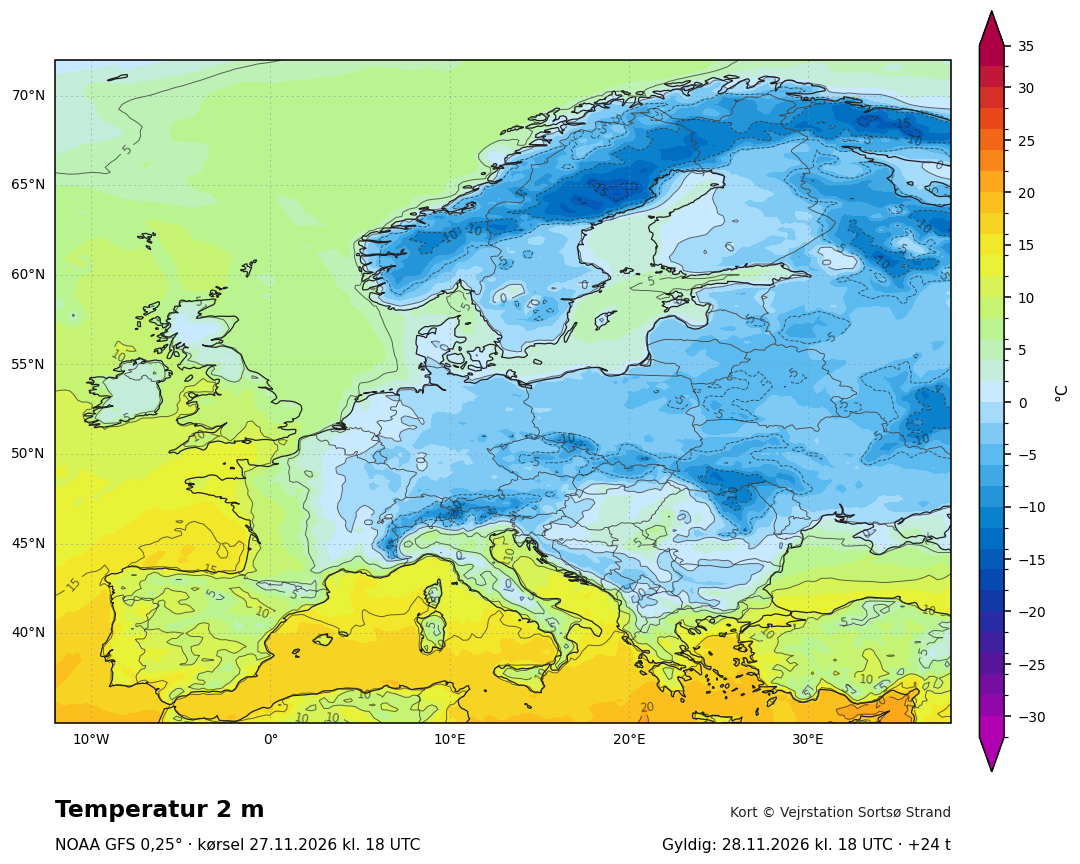 35
30
25
20
15
10
5
0
−5
−10
−15
−20
−25
−30
°C
70°N
65°N
60°N
55°N
50°N
45°N
40°N
10°W
0°
10°E
20°E
30°E
Temperatur 2 m
Kort © Vejrstation Sortsø Strand
NOAA GFS 0,25° · kørsel 27.11.2026 kl. 18 UTC
Gyldig: 28.11.2026 kl. 18 UTC · +24 t